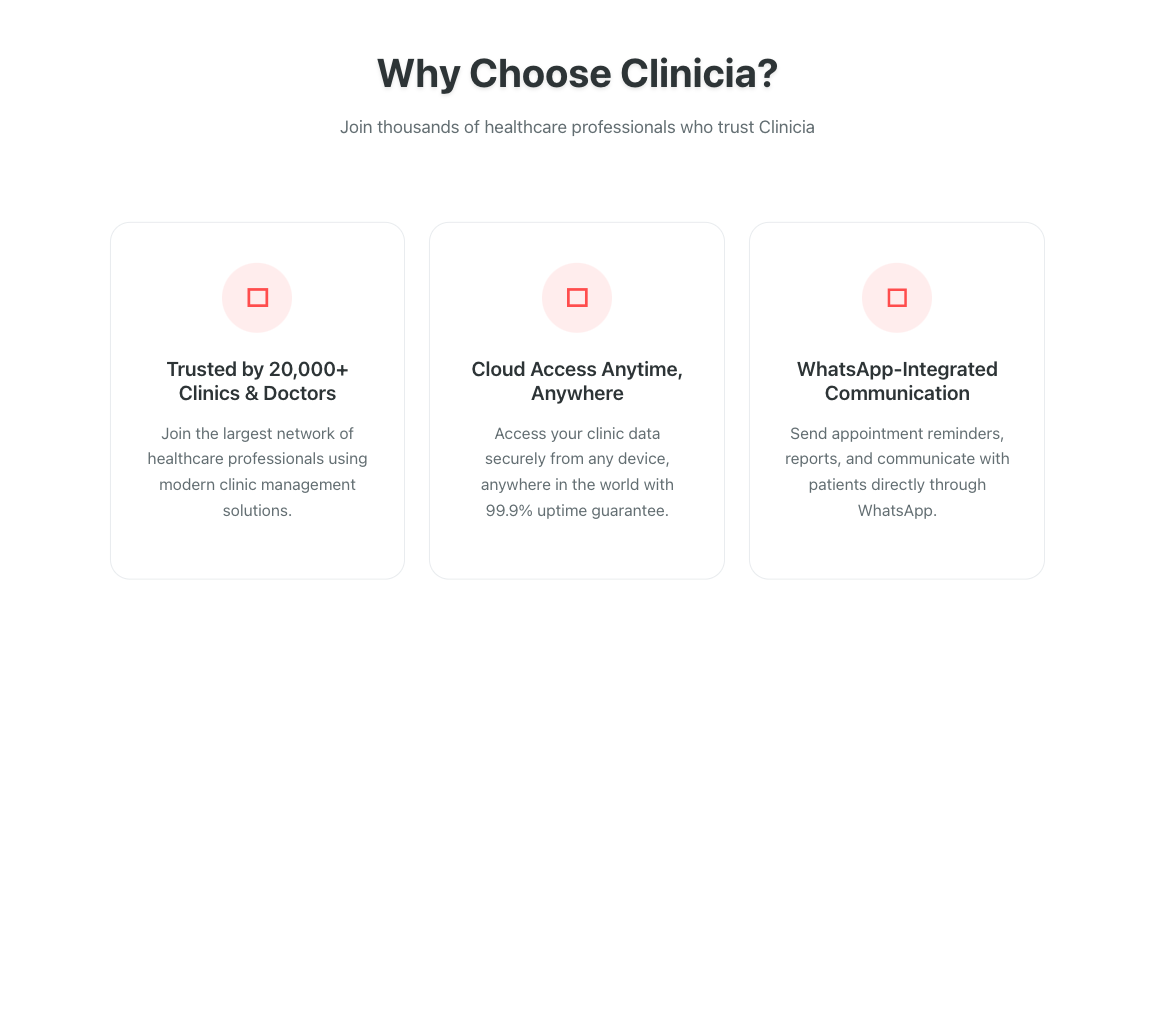 Why Choose Clinicia?
Join thousands of healthcare professionals who trust Clinicia
Trusted by 20,000+
Clinics & Doctors
Join the largest network of
healthcare professionals using
modern clinic management
solutions.
Cloud Access Anytime,
Anywhere
Access your clinic data
securely from any device,
anywhere in the world with
99.9% uptime guarantee.
WhatsApp-Integrated
Communication
Send appointment reminders,
reports, and communicate with
patients directly through
WhatsApp.